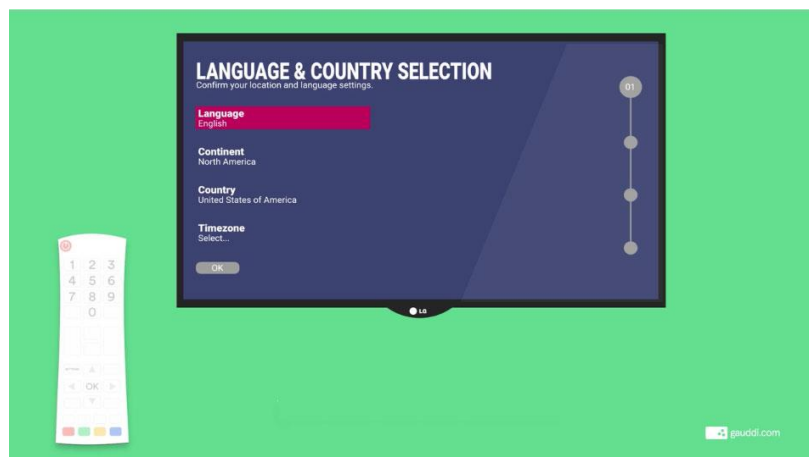 LANGUAGE & COUNTRY SELECTION
Confirm your location and language settings.
01
Language
English
Continent
North America
Country
United States of America
Timezone
Select...
OK
LG
1 2 3
4 5 6
7 8 9
0
OK
gauddi.com